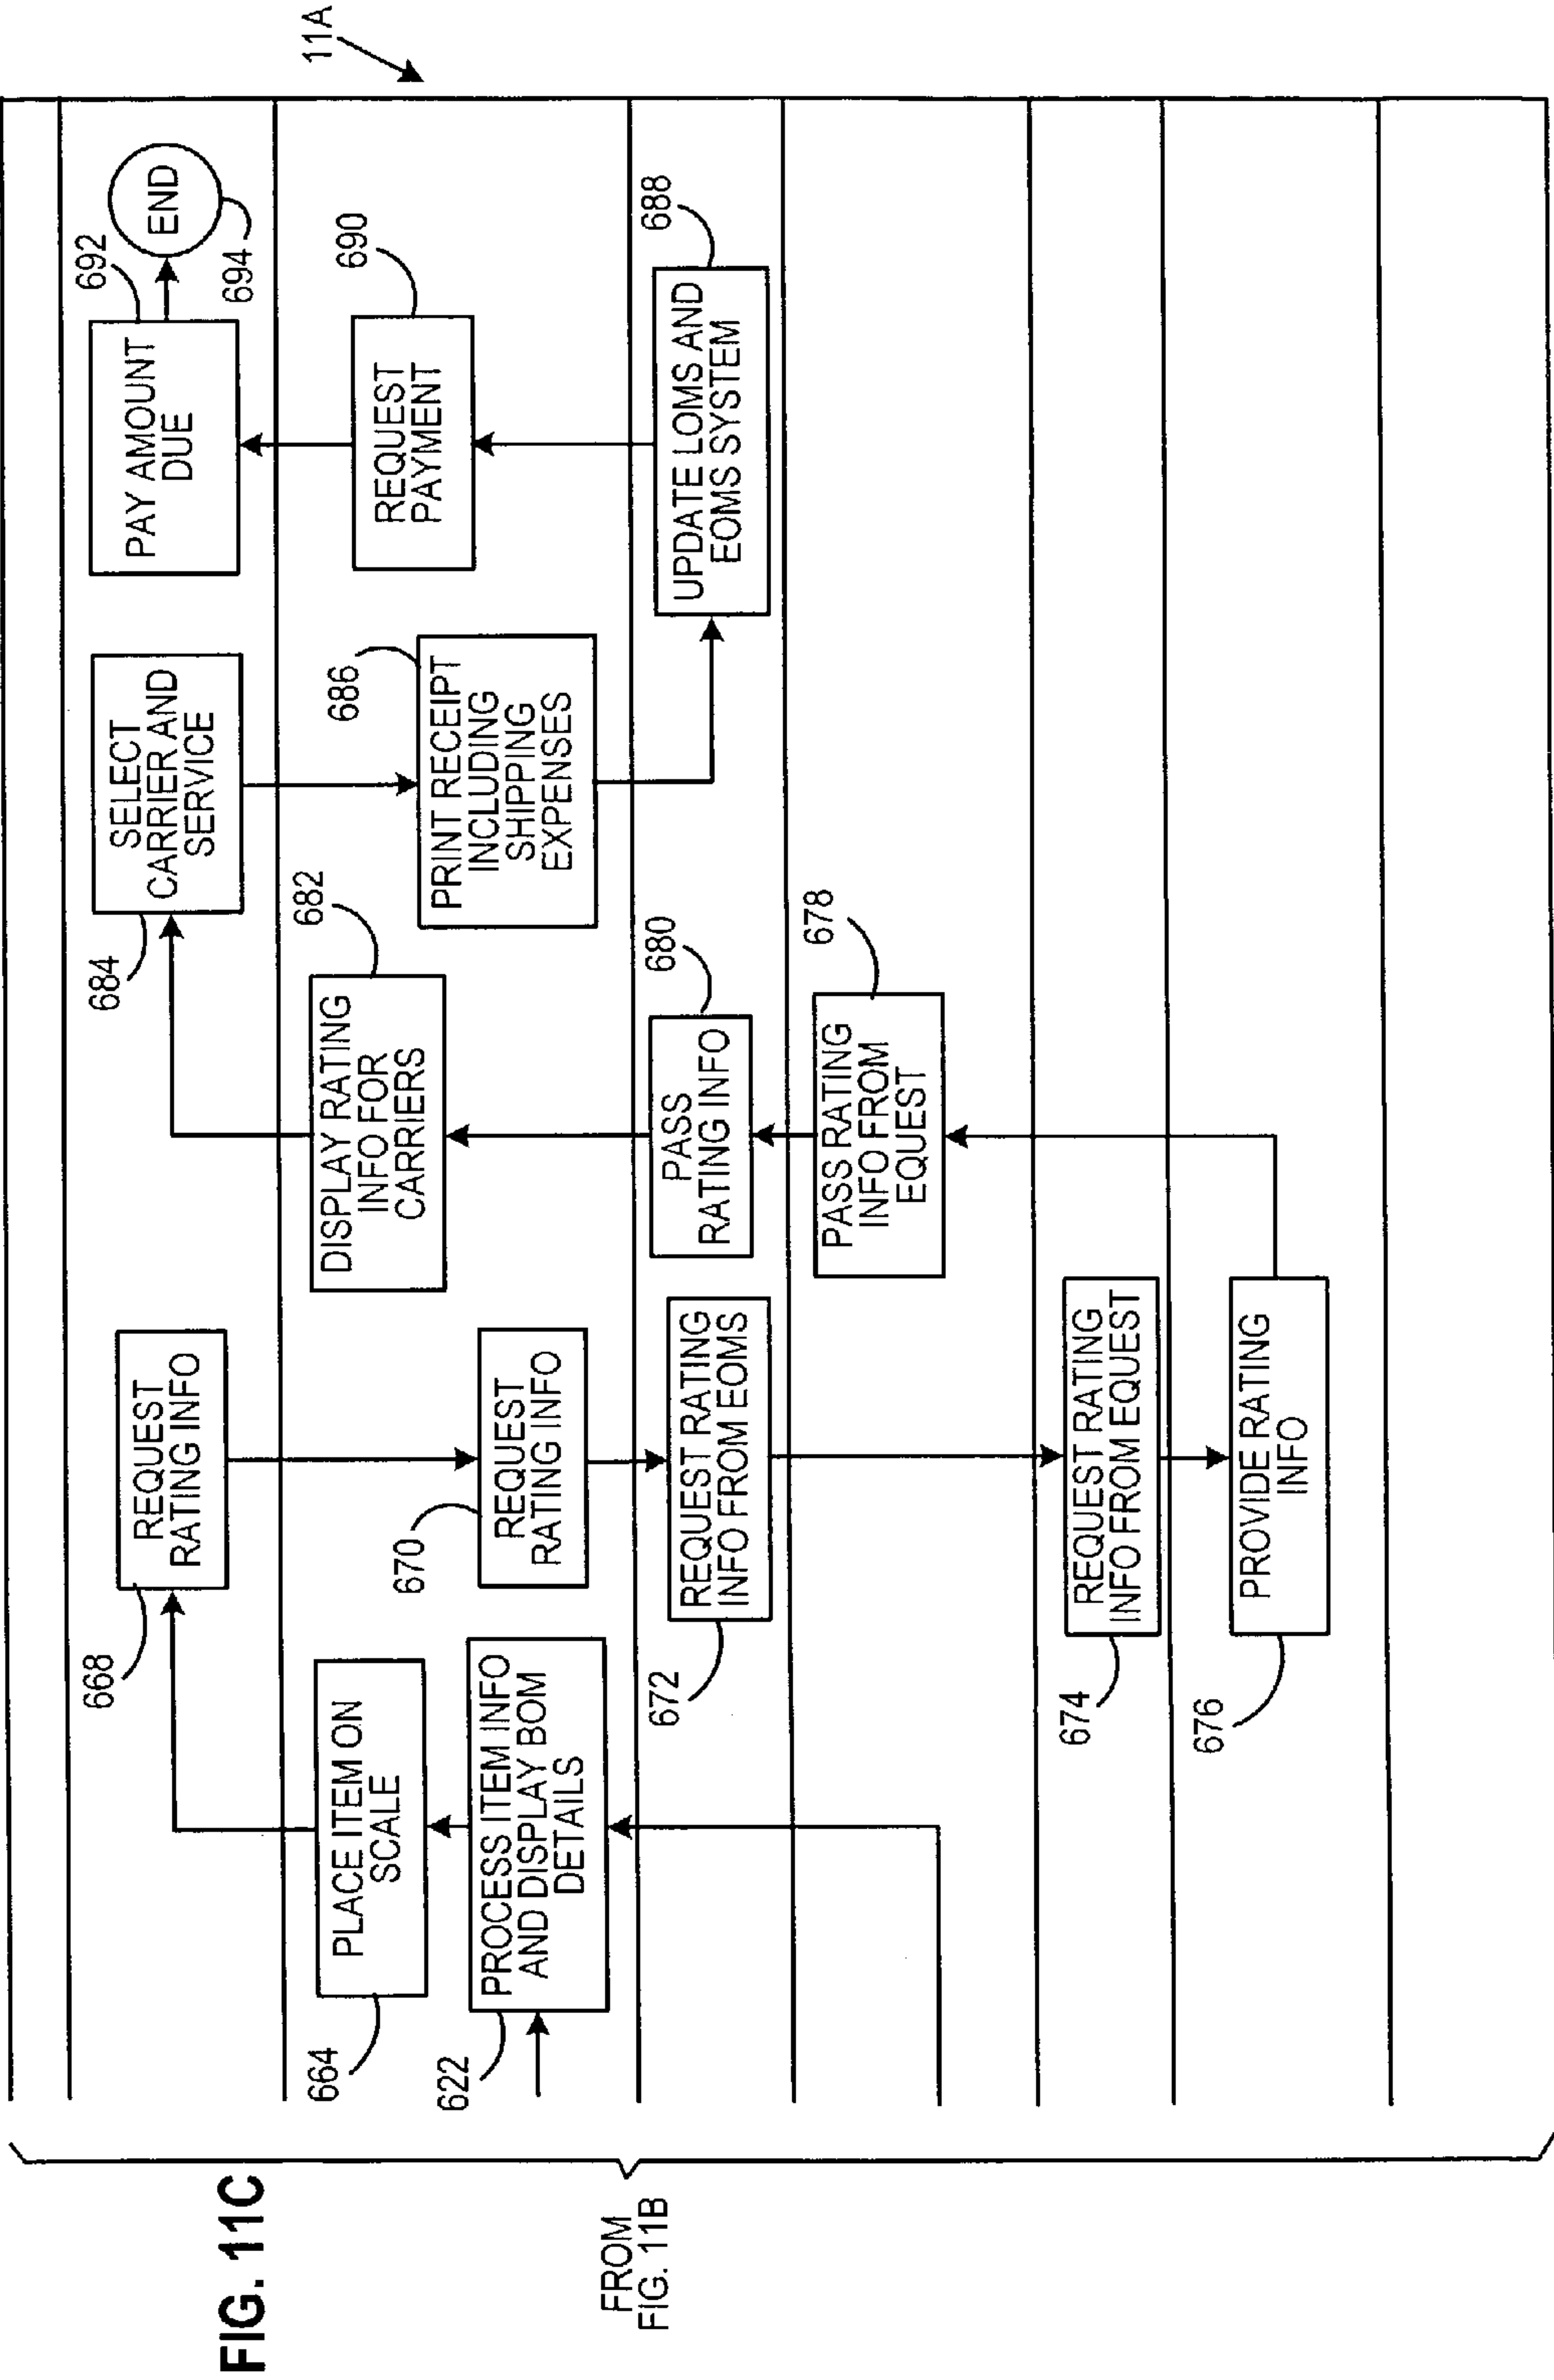 FIG. 11C
FROM
FIG. 11B
11A
622
PROCESS ITEM INFO
AND DISPLAY BOM
DETAILS
664
PLACE ITEM ON
SCALE
668
REQUEST
RATING INFO
670
REQUEST
RATING INFO
672
REQUEST RATING
INFO FROM EOMS
674
REQUEST RATING
INFO FROM EQUEST
676
PROVIDE RATING
INFO
678
PASS RATING
INFO FROM
EQUEST
680
PASS
RATING INFO
682
DISPLAY RATING
INFO FOR
CARRIERS
684
SELECT
CARRIER AND
SERVICE
686
PRINT RECEIPT
INCLUDING
SHIPPING
EXPENSES
688
UPDATE LOMS AND
EOMS SYSTEM
690
REQUEST
PAYMENT
692
PAY AMOUNT
DUE
694
END